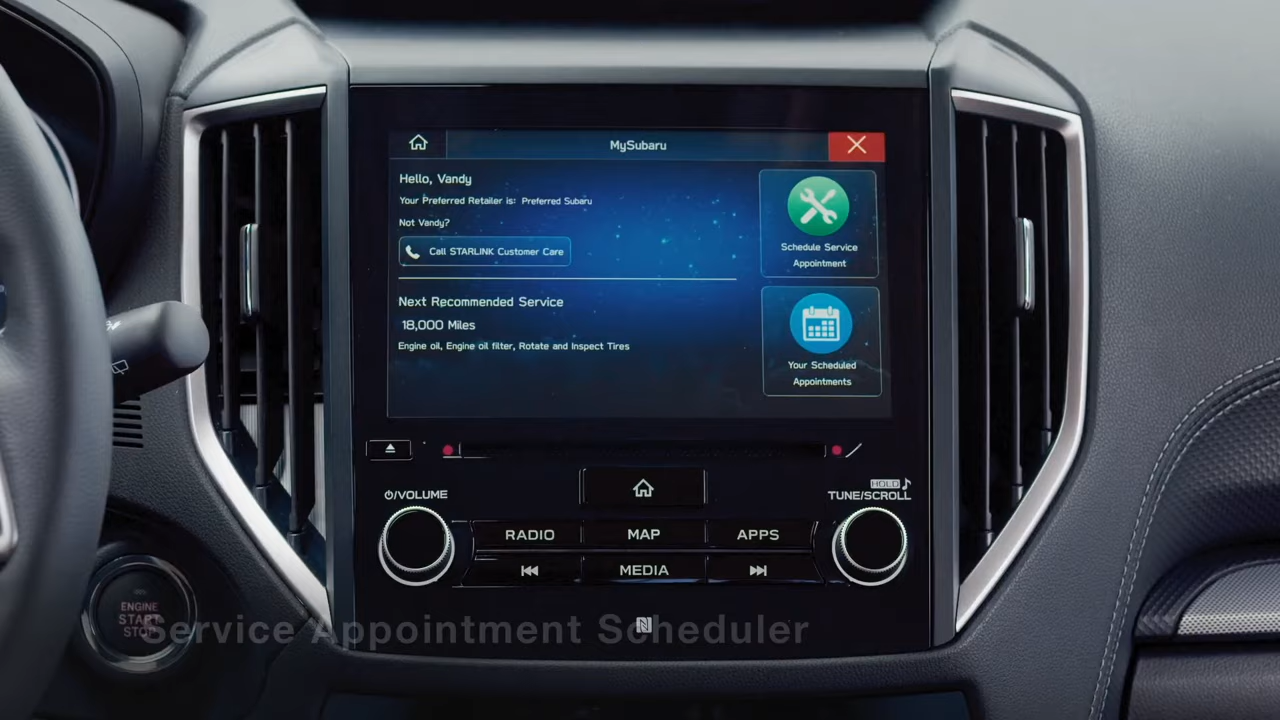 MySubaru
Hello, Vandy
Your Preferred Retailer is: Preferred Subaru
Not Vandy?
Call STARLINK Customer Care
Next Recommended Service
18,000 Miles
Engine oil, Engine oil filter, Rotate and Inspect Tires
Schedule Service
Appointment
Your Scheduled
Appointments
/VOLUME
HOLD
TUNE/SCROLL
RADIO
MAP
APPS
MEDIA
ENGINE
START
STOP
Service Appointment Scheduler